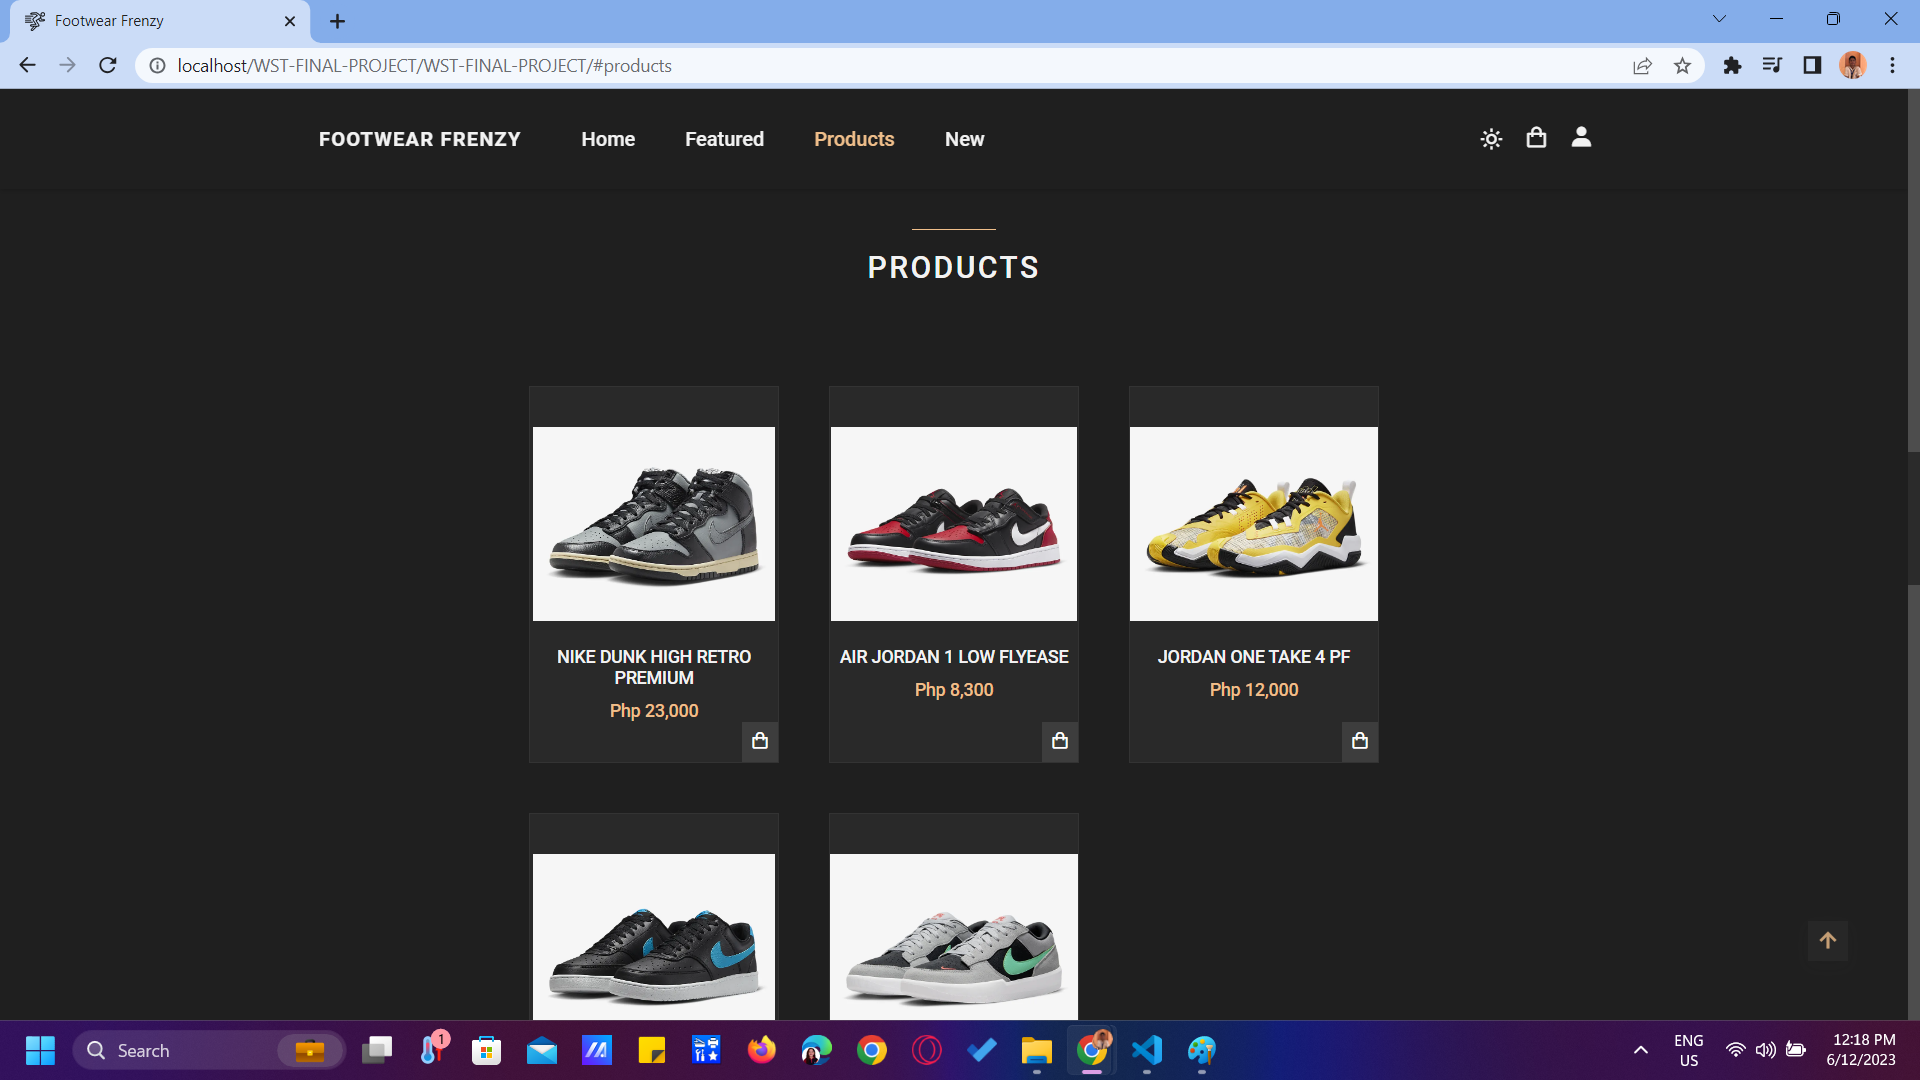 Footwear Frenzy
localhost/WST-FINAL-PROJECT/WST-FINAL-PROJECT/#products
FOOTWEAR FRENZY
Home
Featured
Products
New
PRODUCTS
NIKE DUNK HIGH RETRO
PREMIUM
Php 23,000
AIR JORDAN 1 LOW FLYEASE
Php 8,300
JORDAN ONE TAKE 4 PF
Php 12,000
Search
1
ENG
US
12:18 PM
6/12/2023